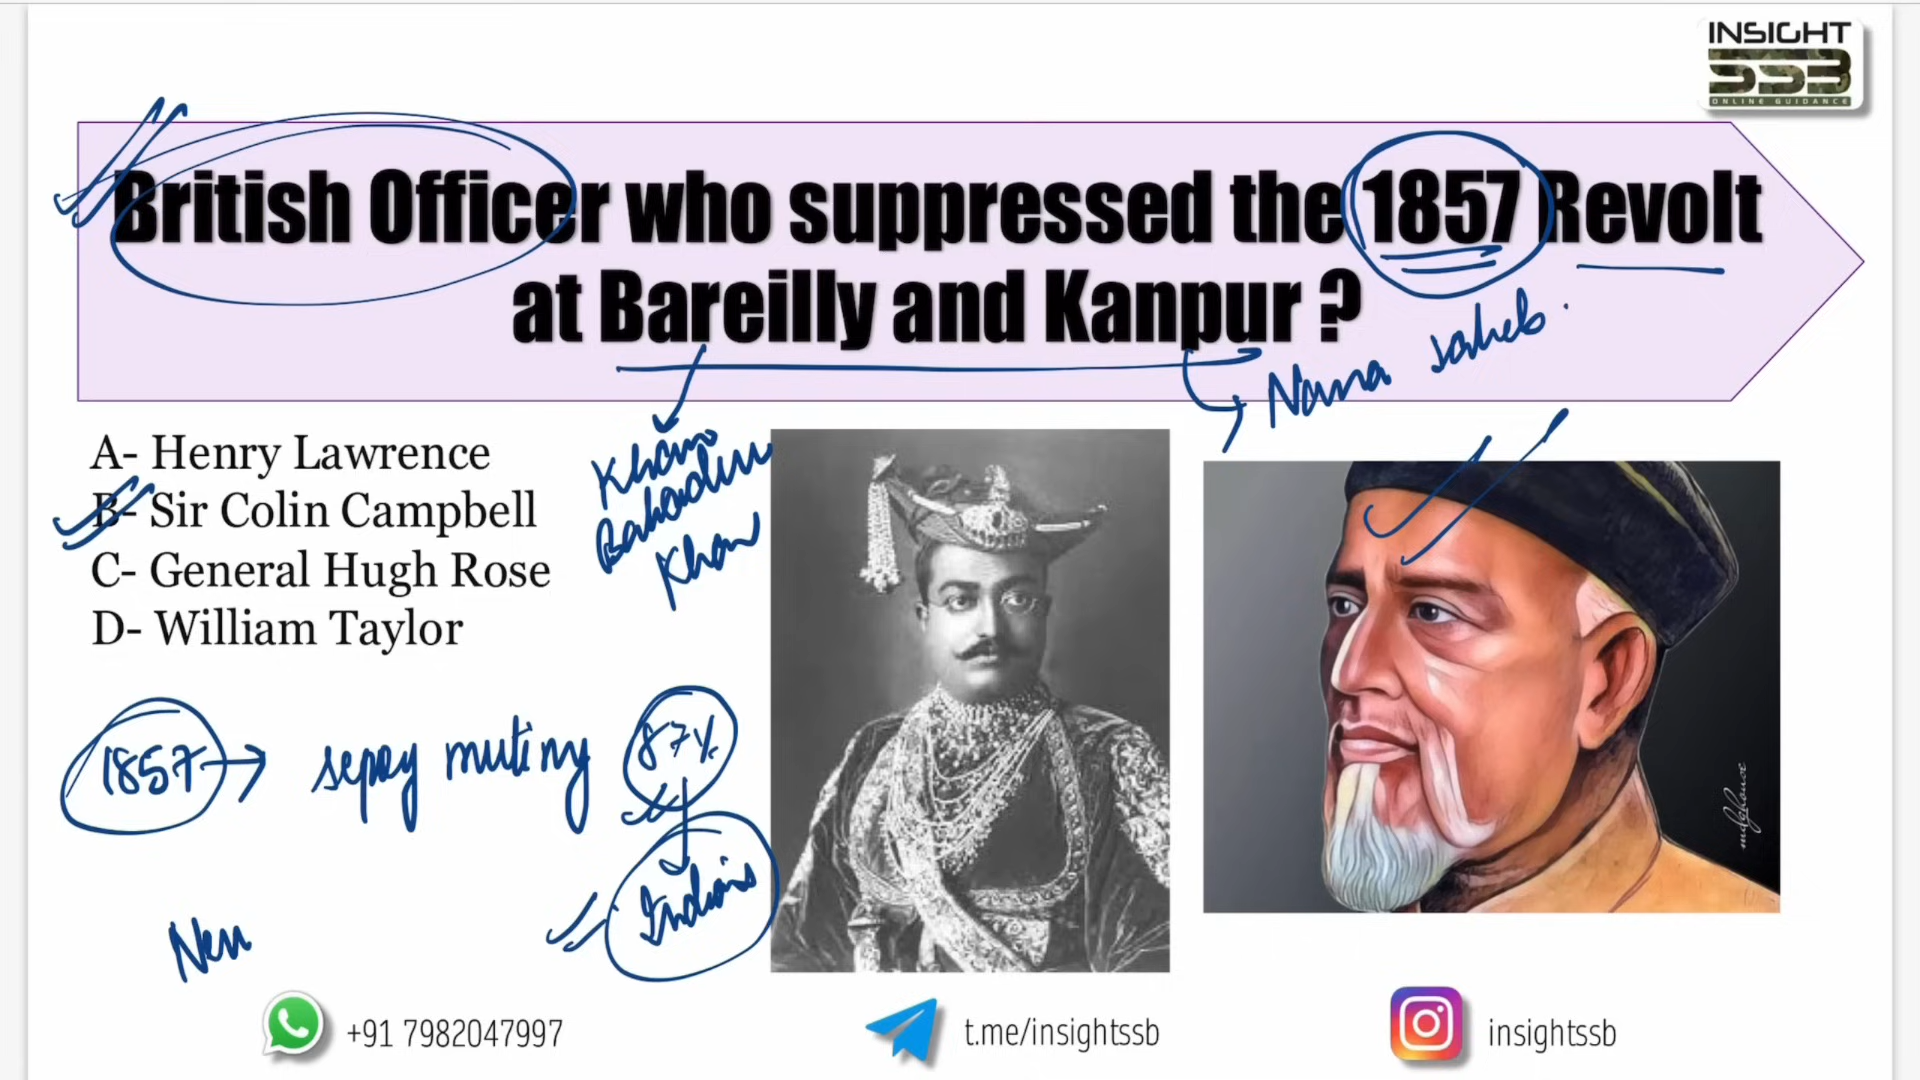 INSIGHT
SSB
ONLINE GUIDANCE
British Officer who suppressed the 1857 Revolt
at Bareilly and Kanpur ?
Nana Saheb.
A- Henry Lawrence
B- Sir Colin Campbell
C- General Hugh Rose
D- William Taylor
Khan
Bahadur
Khan
1857 → sepoy mutiny 87%
Indians
+91 7982047997
t.me/insightssb
insightssb